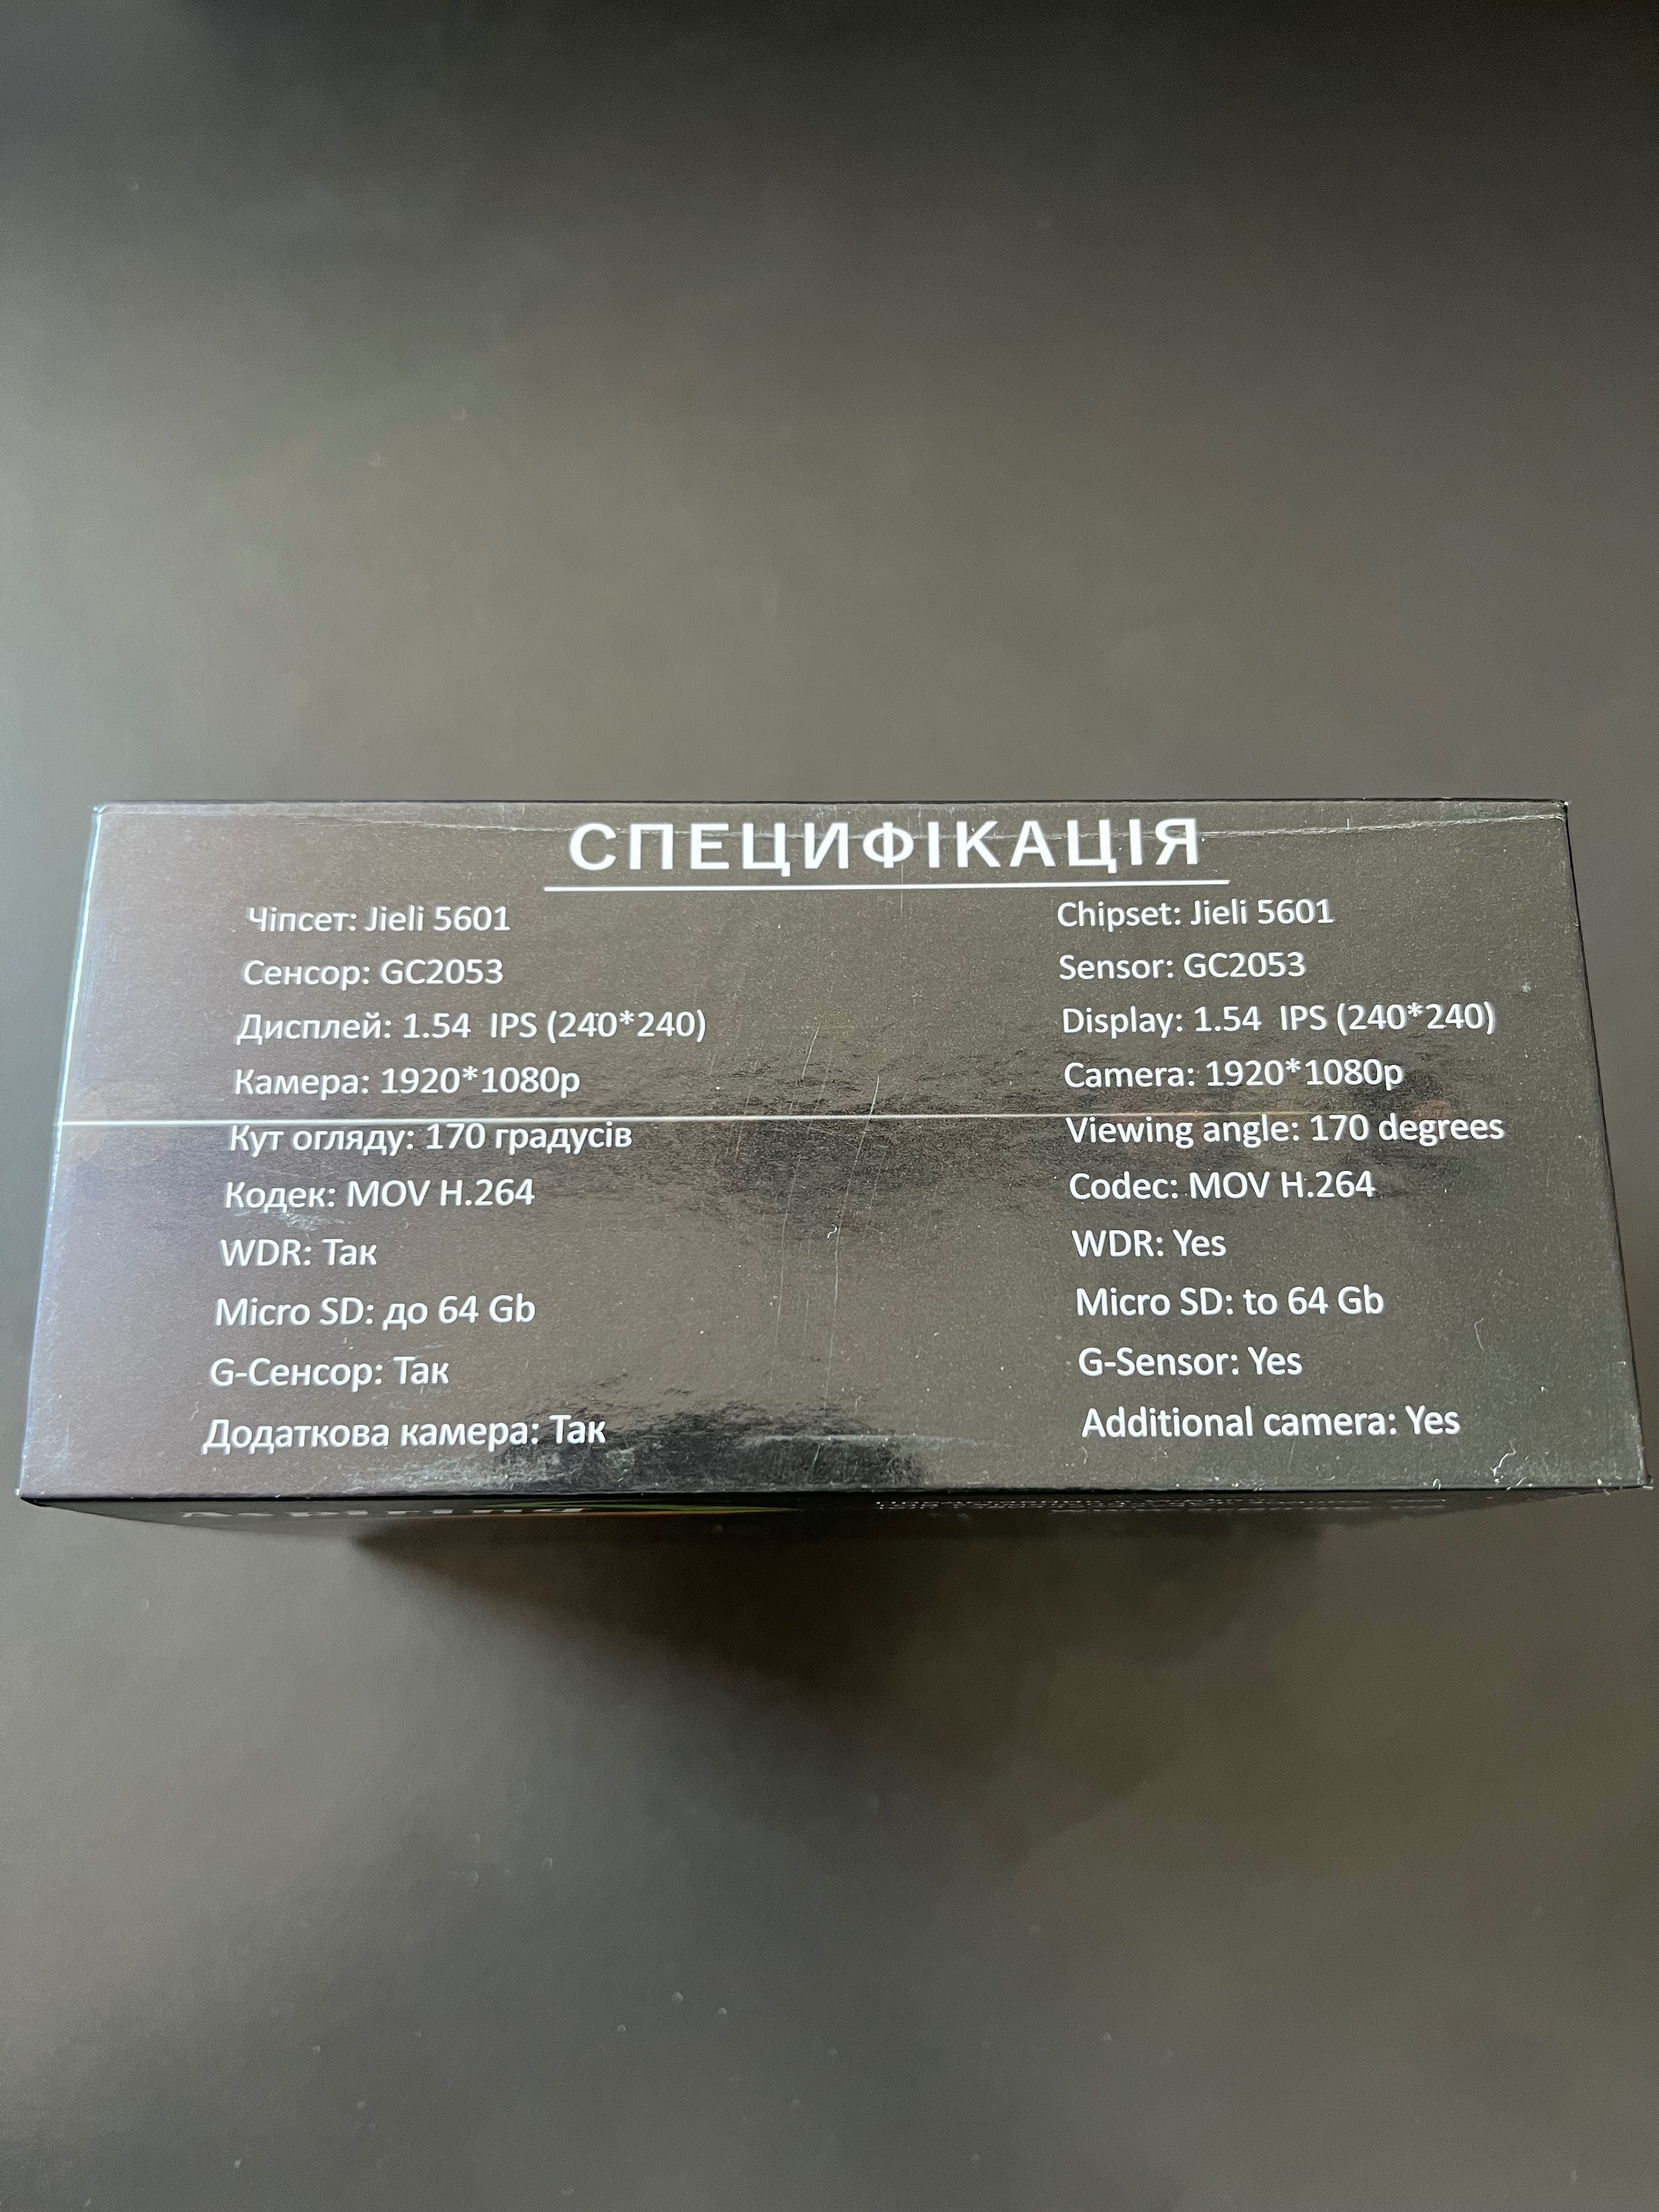 СПЕЦИФІКАЦІЯ
Чіпсет: Jieli 5601
Сенсор: GC2053
Дисплей: 1.54 IPS (240*240)
Камера: 1920*1080p
Кут огляду: 170 градусів
Кодек: MOV H.264
WDR: Так
Micro SD: до 64 Gb
G-Сенсор: Так
Додаткова камера: Так
Chipset: Jieli 5601
Sensor: GC2053
Display: 1.54 IPS (240*240)
Camera: 1920*1080p
Viewing angle: 170 degrees
Codec: MOV H.264
WDR: Yes
Micro SD: to 64 Gb
G-Sensor: Yes
Additional camera: Yes